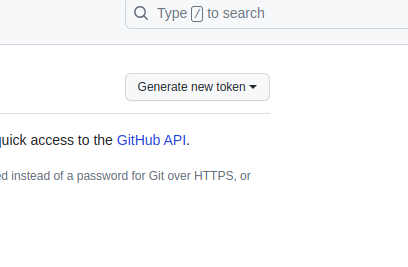 Type / to search
Generate new token
quick access to the GitHub API.
ed instead of a password for Git over HTTPS, or